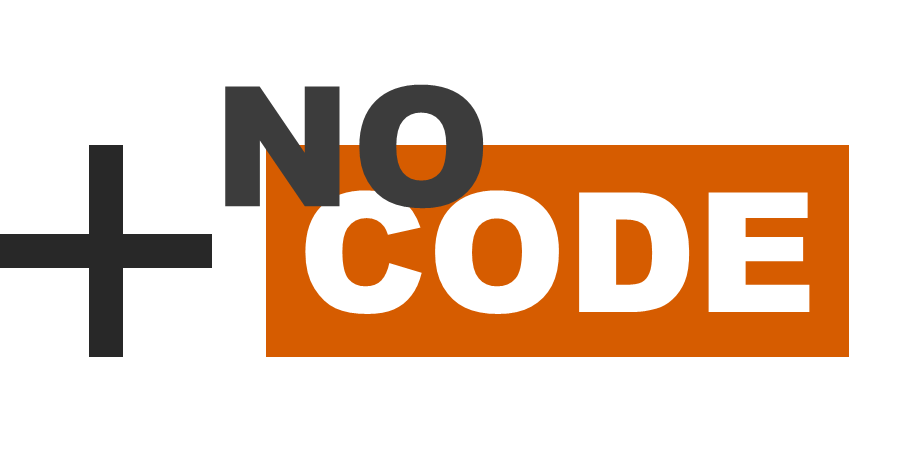 +
NO
CODE